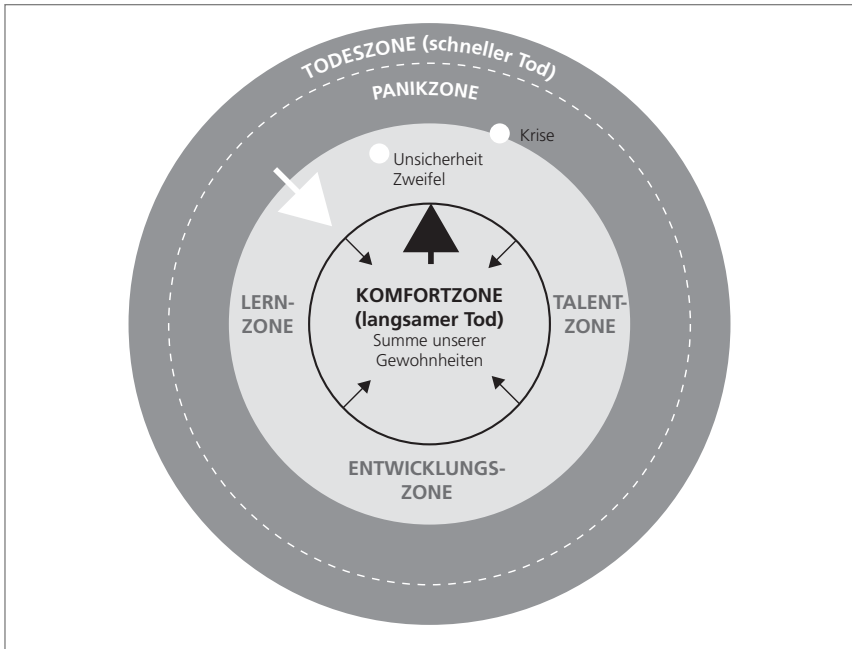 TODESZONE (schneller Tod)
PANIKZONE
Krise
Unsicherheit
Zweifel
LERN-
ZONE
KOMFORTZONE
(langsamer Tod)
Summe unserer
Gewohnheiten
TALENT-
ZONE
ENTWICKLUNGS-
ZONE